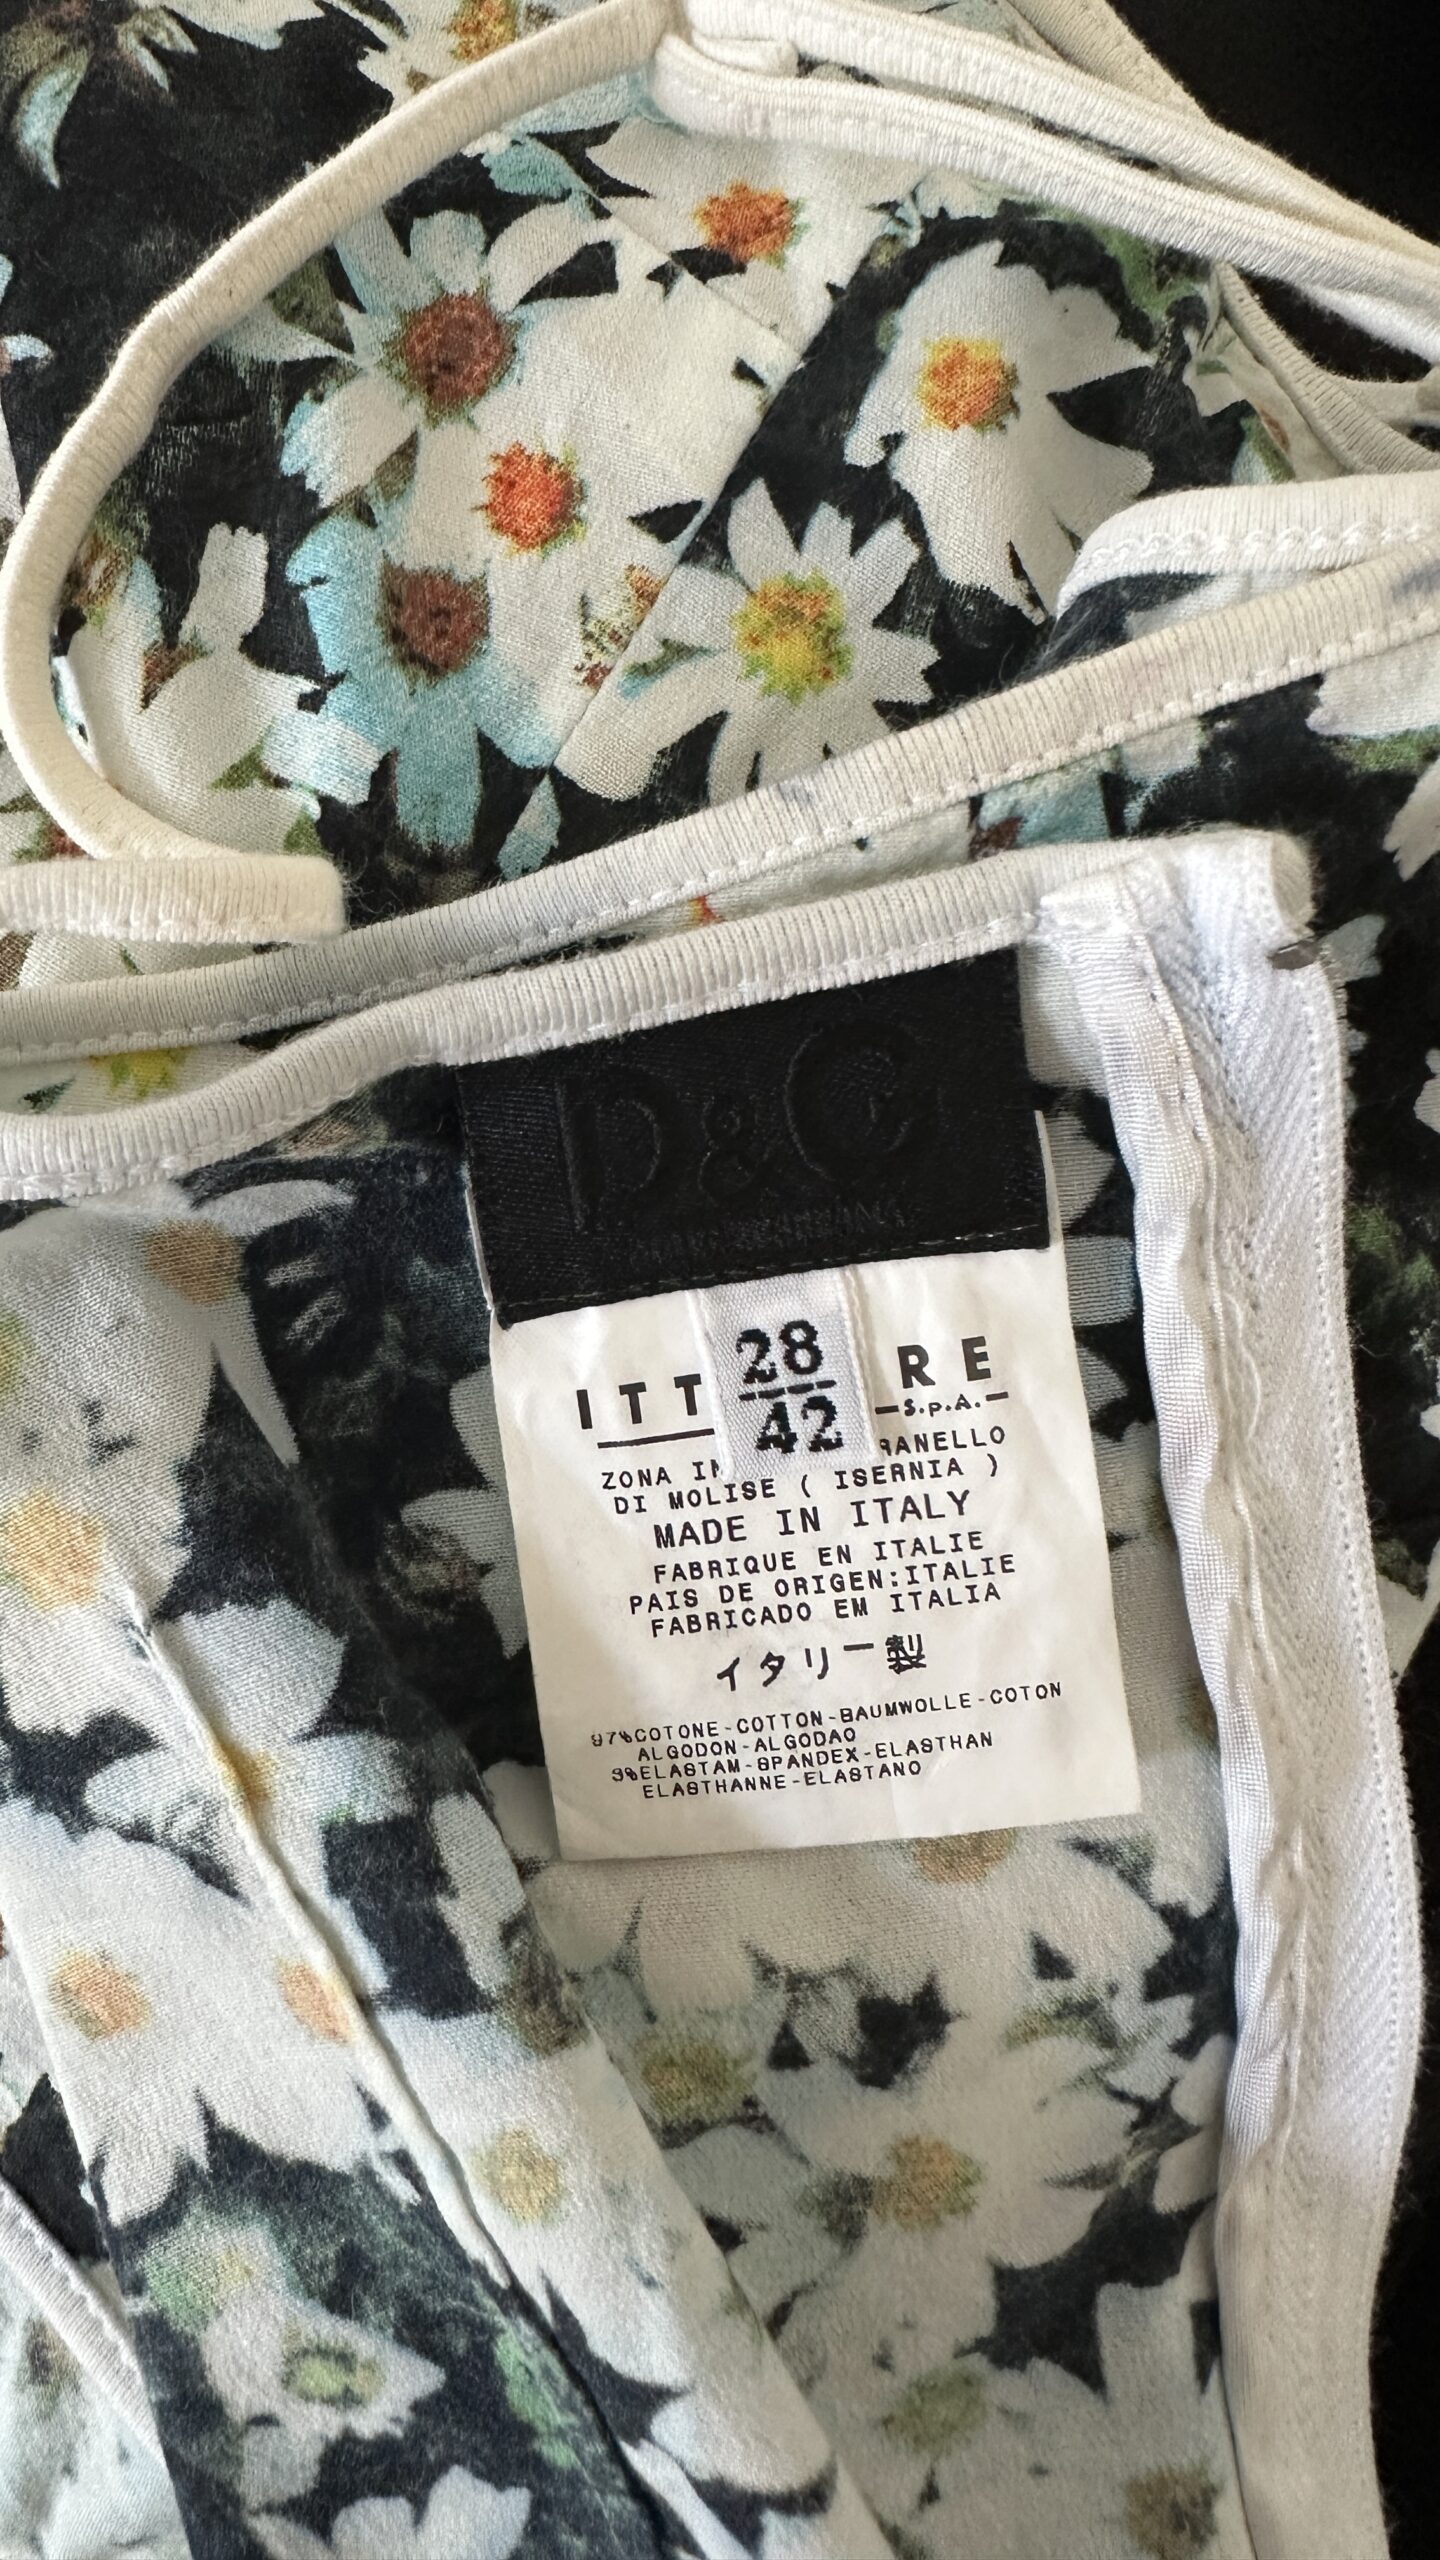 D&G
28
42
ITT RE
S.p.A.
ZONA IN RANELLO
DI MOLISE ( ISERNIA )
MADE IN ITALY
FABRIQUE EN ITALIE
PAIS DE ORIGEN:ITALIE
FABRICADO EM ITALIA
イタリー製
97%COTONE-COTTON-BAUMWOLLE-COTON
ALGODON-ALGODAO
3%ELASTAM-SPANDEX-ELASTHAN
ELASTHANNE-ELASTANO